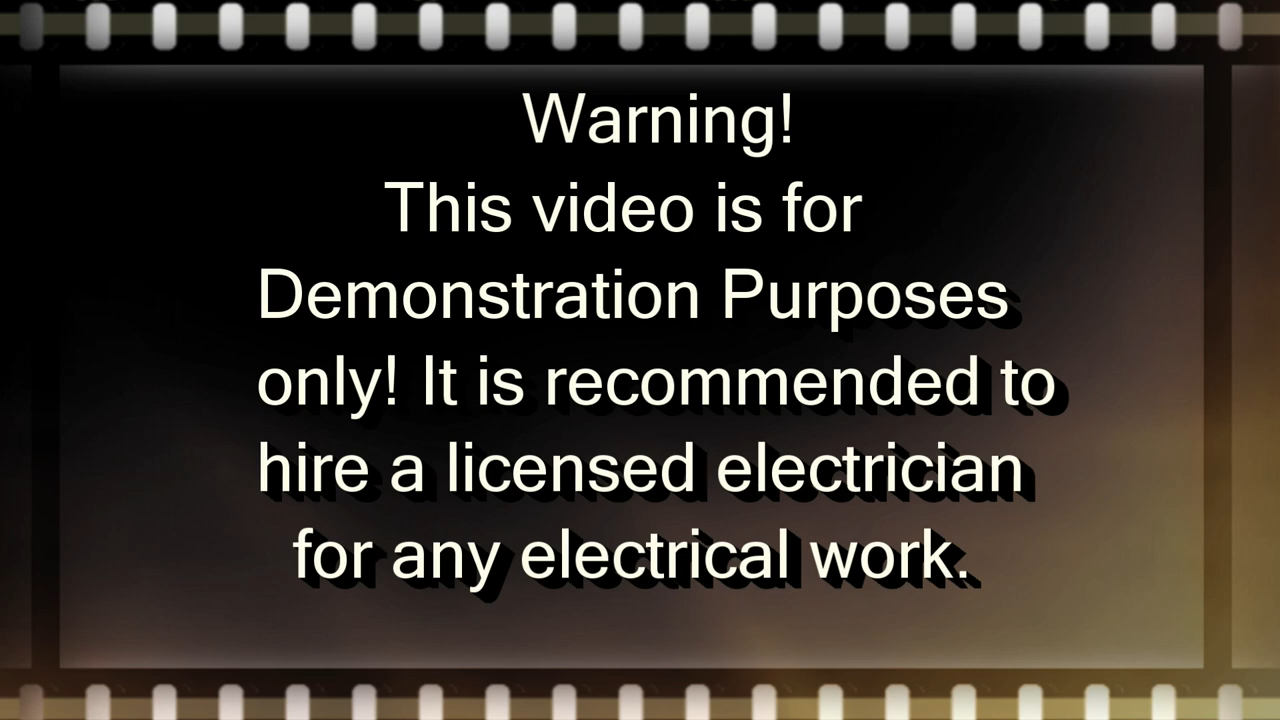 Warning!
This video is for
Demonstration Purposes
only! It is recommended to
hire a licensed electrician
for any electrical work.